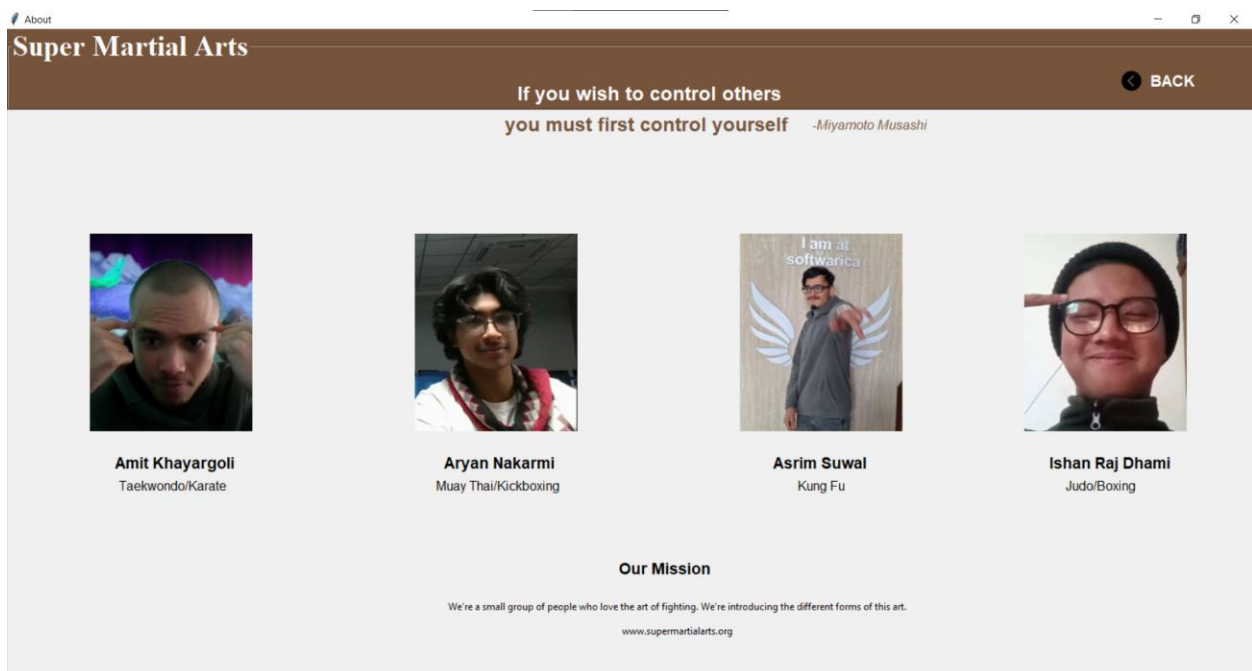 About
Super Martial Arts
BACK
If you wish to control others
you must first control yourself -Miyamoto Musashi
I am at
softwarica
Amit Khayargoli Aryan Nakarmi Asrim Suwal Ishan Raj Dhami
Taekwondo/Karate Muay Thai/Kickboxing Kung Fu Judo/Boxing
Our Mission
We're a small group of people who love the art of fighting. We're introducing the different forms of this art.
www.supermartialarts.org